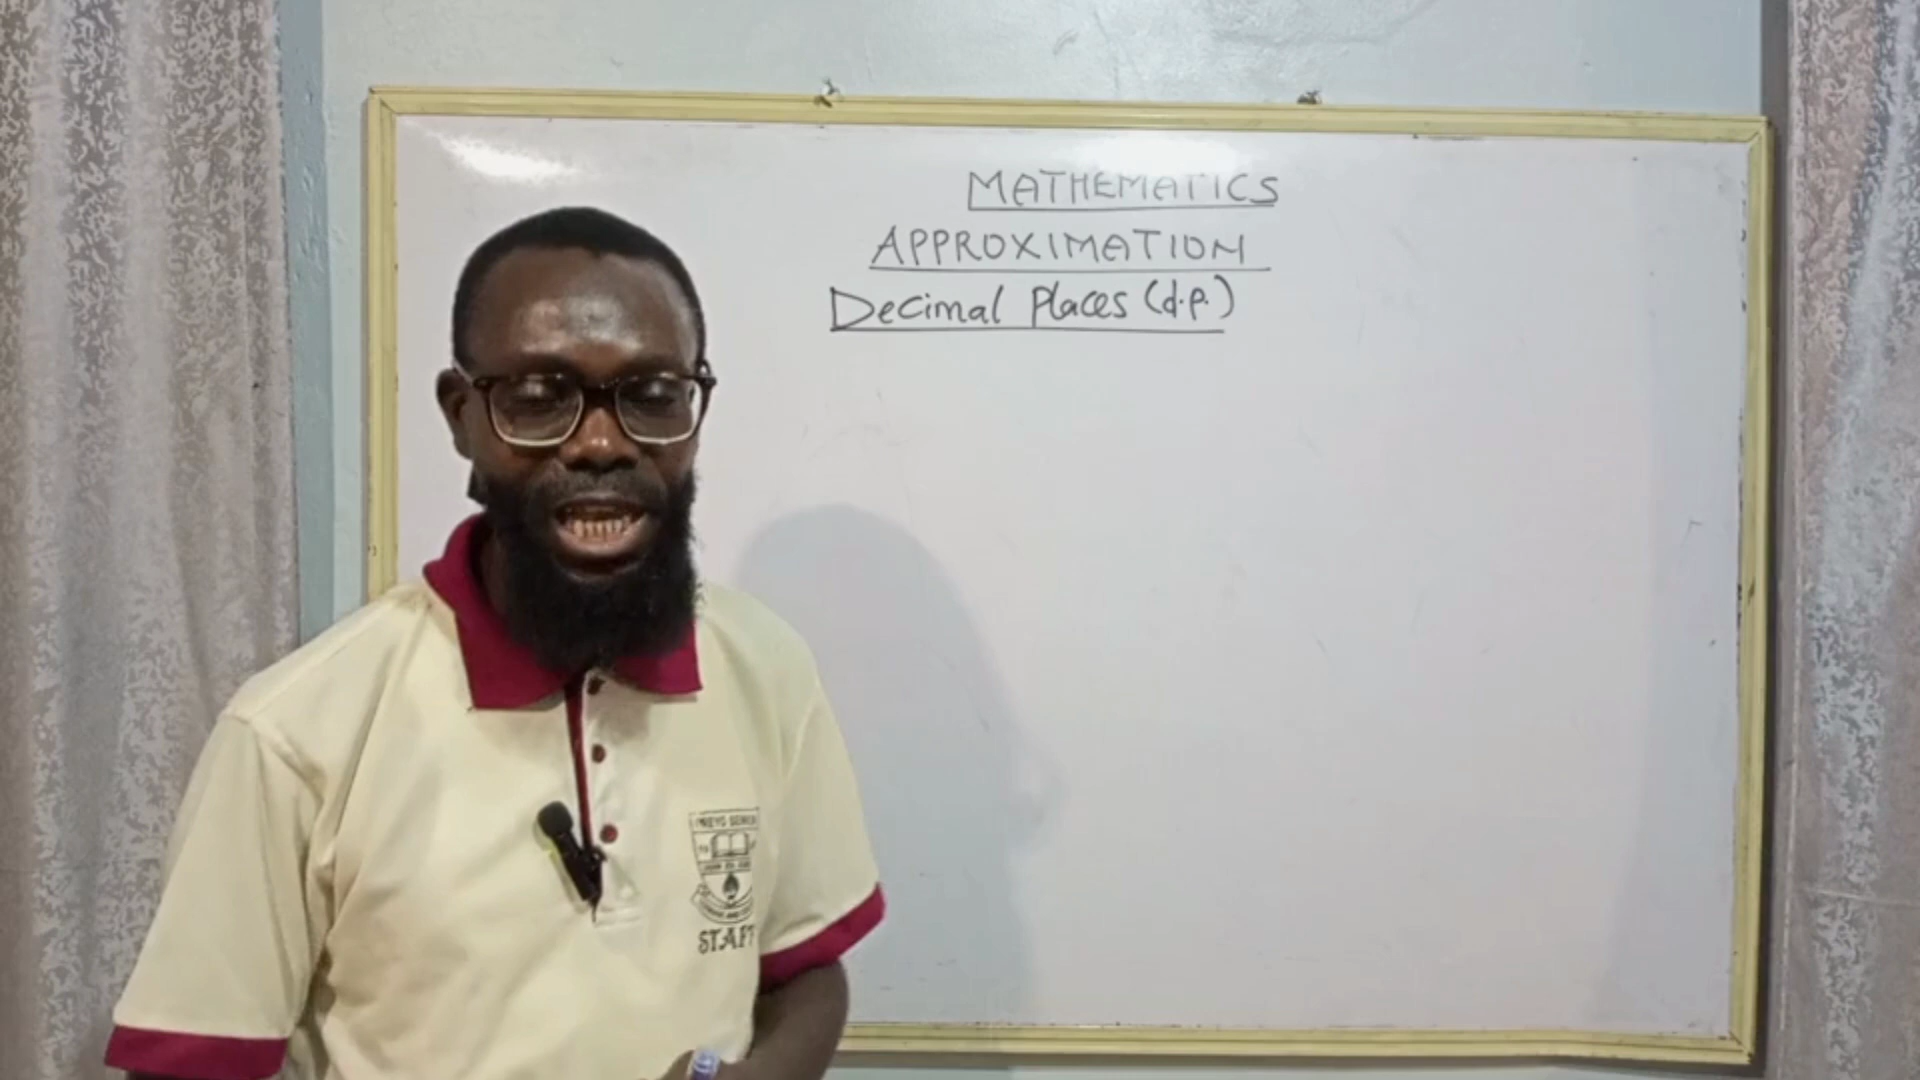 MATHEMATICS
APPROXIMATION
Decimal Places (d.p.)
STAFF